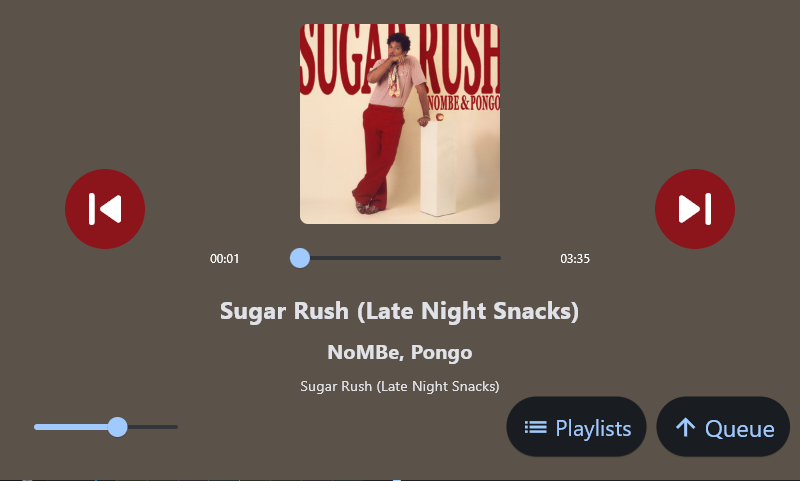 SUGAR RUSH
NOMBE & PONGO
00:01
03:35
Sugar Rush (Late Night Snacks)
NoMBe, Pongo
Sugar Rush (Late Night Snacks)
Playlists
Queue